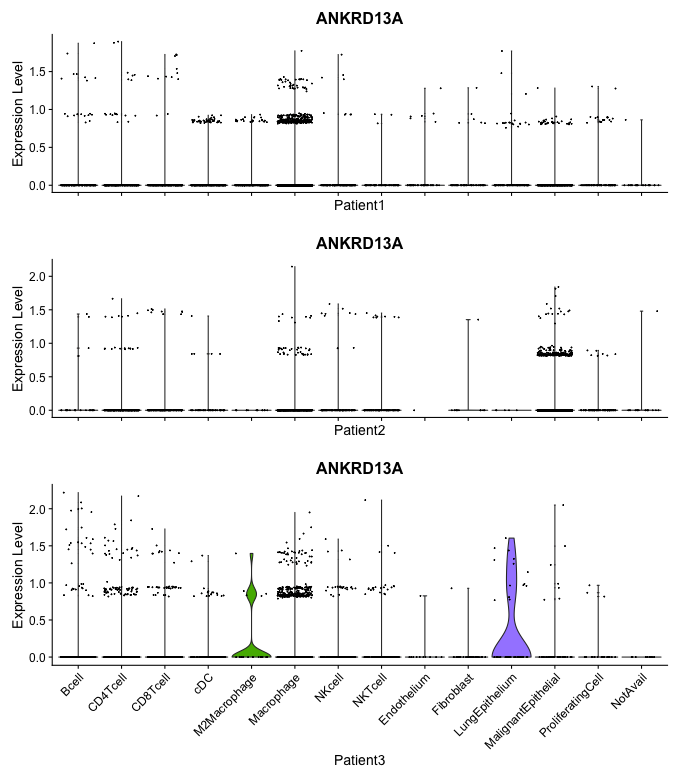 ANKRD13A
Expression Level
1.5
1.0
0.5
0.0
Patient1
ANKRD13A
Expression Level
2.0
1.5
1.0
0.5
0.0
Patient2
ANKRD13A
Expression Level
2.0
1.5
1.0
0.5
0.0
Bcell
CD4Tcell
CD8Tcell
cDC
M2Macrophage
Macrophage
NKcell
NKTcell
Endothelium
Fibroblast
LungEpithelium
MalignantEpithelial
ProliferatingCell
NotAvail
Patient3